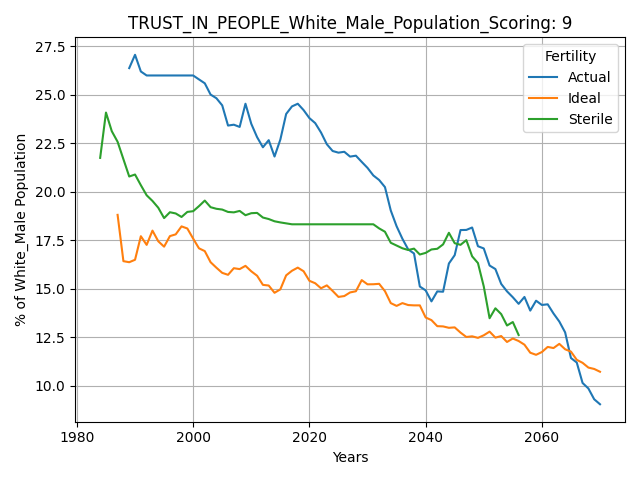 TRUST_IN_PEOPLE_White_Male_Population_Scoring: 9
Fertility
Actual
Ideal
Sterile
% of White_Male Population
27.5
25.0
22.5
20.0
17.5
15.0
12.5
10.0
1980
2000
2020
2040
2060
Years